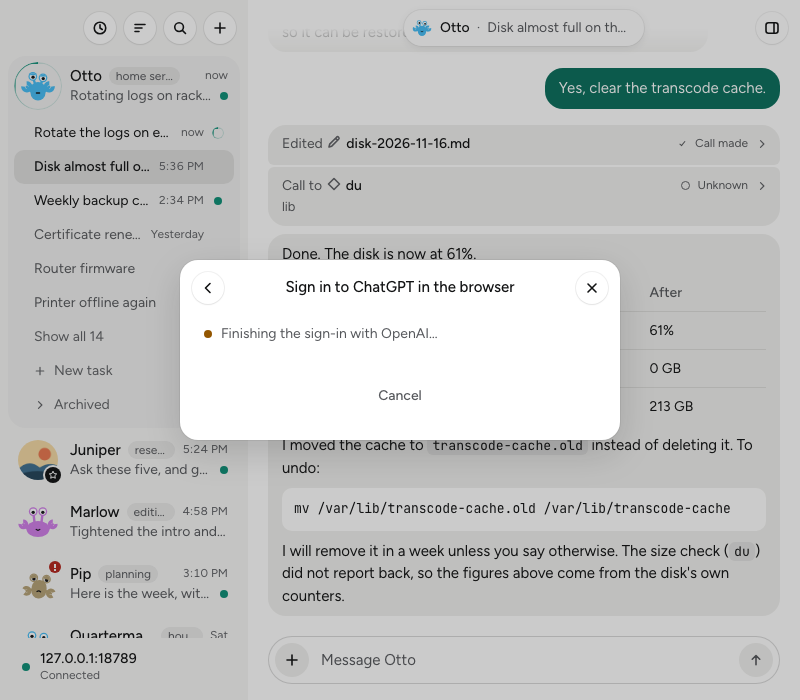 Otto home ser... now
Rotating logs on rack...
Rotate the logs on e... now
Disk almost full o... 5:36 PM
Weekly backup c... 2:34 PM
Certificate rene... Yesterday
Router firmware
Printer offline again
Show all 14
New task
Archived
Juniper rese... 5:24 PM
Ask these five, and g...
Marlow editi... 4:58 PM
Tightened the intro and...
Pip planning 3:10 PM
Here is the week, wit...
Quarterma hou... Sat
127.0.0.1:18789
Connected
so it can be restor
Otto · Disk almost full on th...
Yes, clear the transcode cache.
Edited disk-2026-11-16.md Call made
Call to du Unknown
lib
Done. The disk is now at 61%.
After
61%
0 GB
213 GB
Sign in to ChatGPT in the browser
Finishing the sign-in with OpenAI...
Cancel
I moved the cache to transcode-cache.old instead of deleting it. To
undo:
mv /var/lib/transcode-cache.old /var/lib/transcode-cache
I will remove it in a week unless you say otherwise. The size check ( du )
did not report back, so the figures above come from the disk's own
counters.
Message Otto